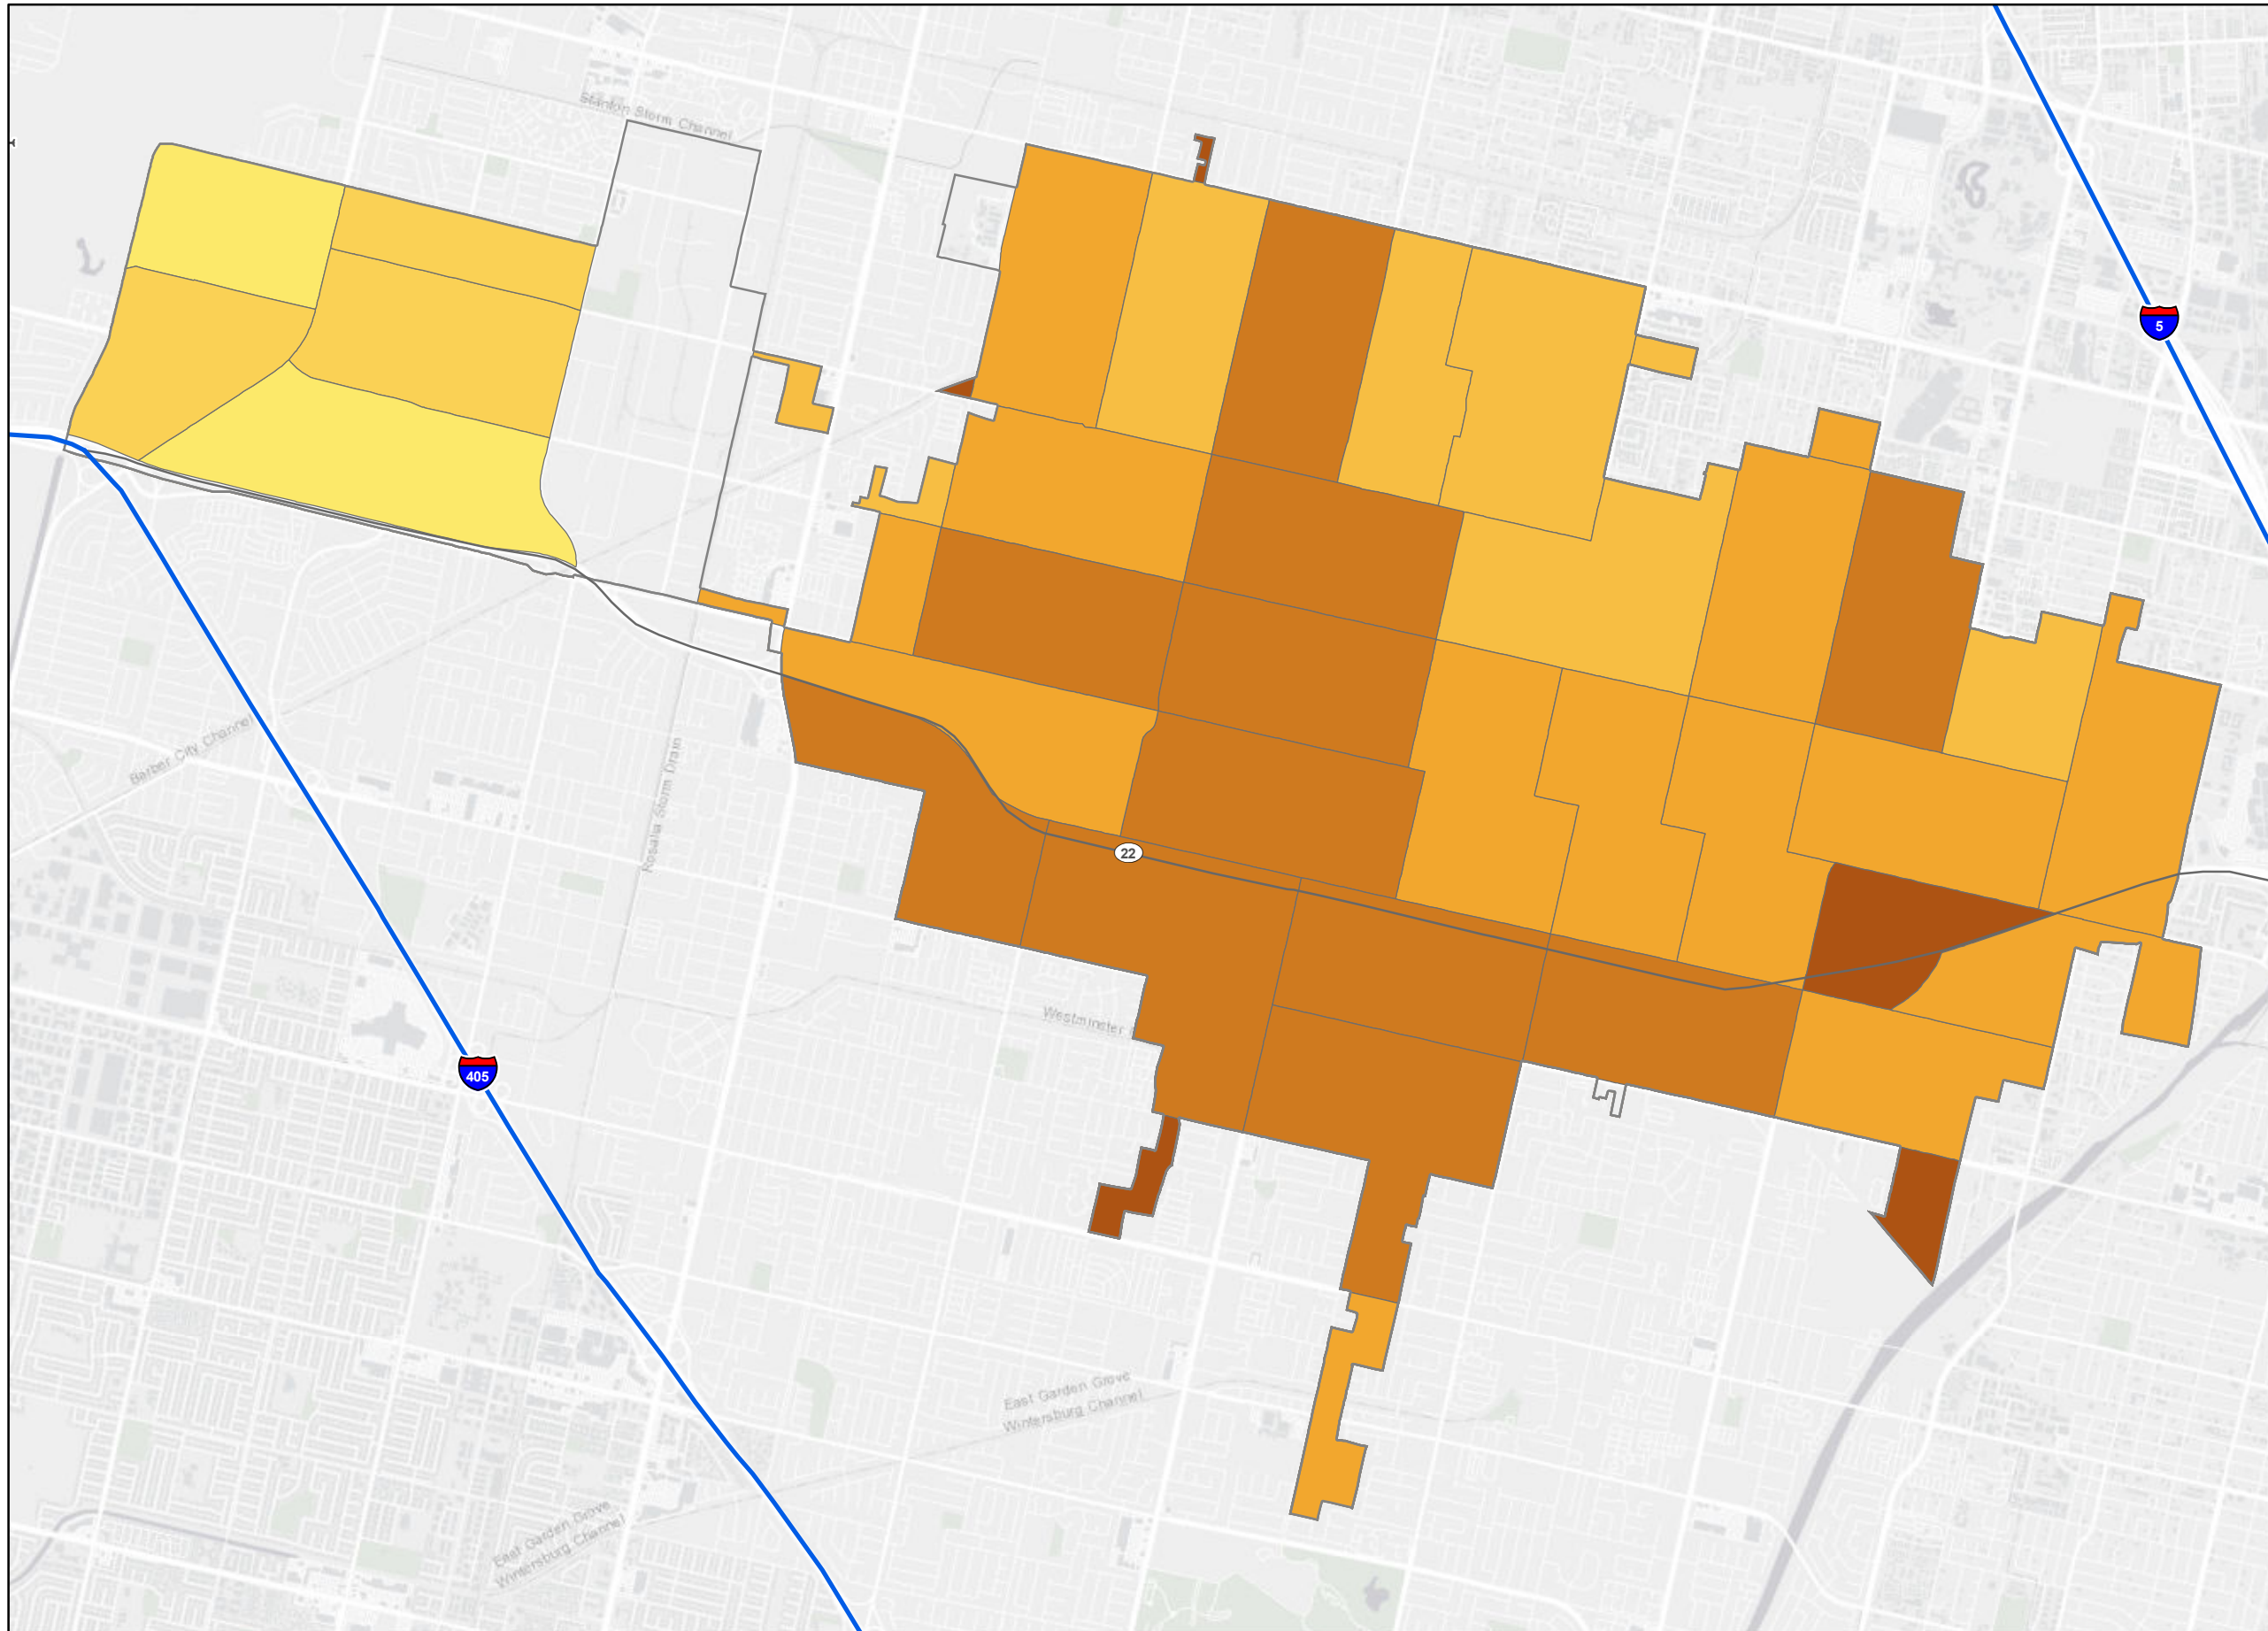 Stanton Storm Channel
5
Barber City Channel
Rosalia Storm Drain
22
Westminster
405
East Garden Grove
Wintersburg Channel
East Garden Grove
Wintersburg Channel